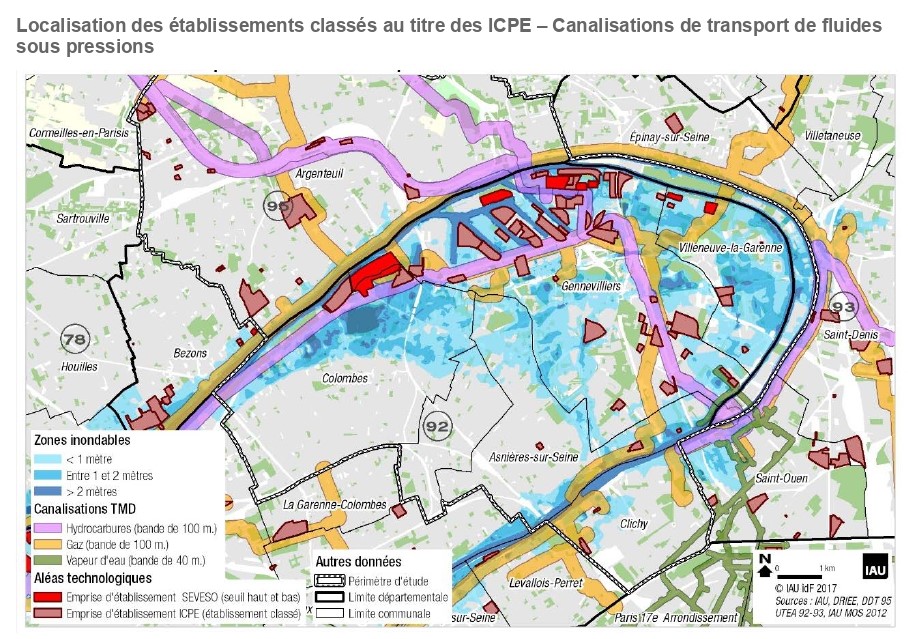 Localisation des établissements classés au titre des ICPE – Canalisations de transport de fluides
sous pressions
Cormeilles-en-Parisis
Épinay-sur-Seine
Villetaneuse
Argenteuil
95
Sartrouville
Villeneuve-la-Garenne
Gennevilliers
93
78
Saint-Denis
Houilles
Bezons
Colombes
92
Asnières-sur-Seine
Saint-Ouen
La Garenne-Colombes
Clichy
Levallois-Perret
sur-Seine
Paris 17e Arrondissement
Zones inondables
< 1 mètre
Entre 1 et 2 mètres
> 2 mètres
Canalisations TMD
Hydrocarbures (bande de 100 m.)
Gaz (bande de 100 m.)
Vapeur d'eau (bande de 40 m.)
Aléas technologiques
Emprise d'établissement SEVESO (seuil haut et bas)
Emprise d'établissement ICPE (établissement classé)
Autres données
Périmètre d'étude
Limite départementale
Limite communale
N
0 1 km
IAU
© IAU îdF 2017
Sources : IAU, DRIEE, DDT 95
UTEA 92-93, IAU MOS 2012